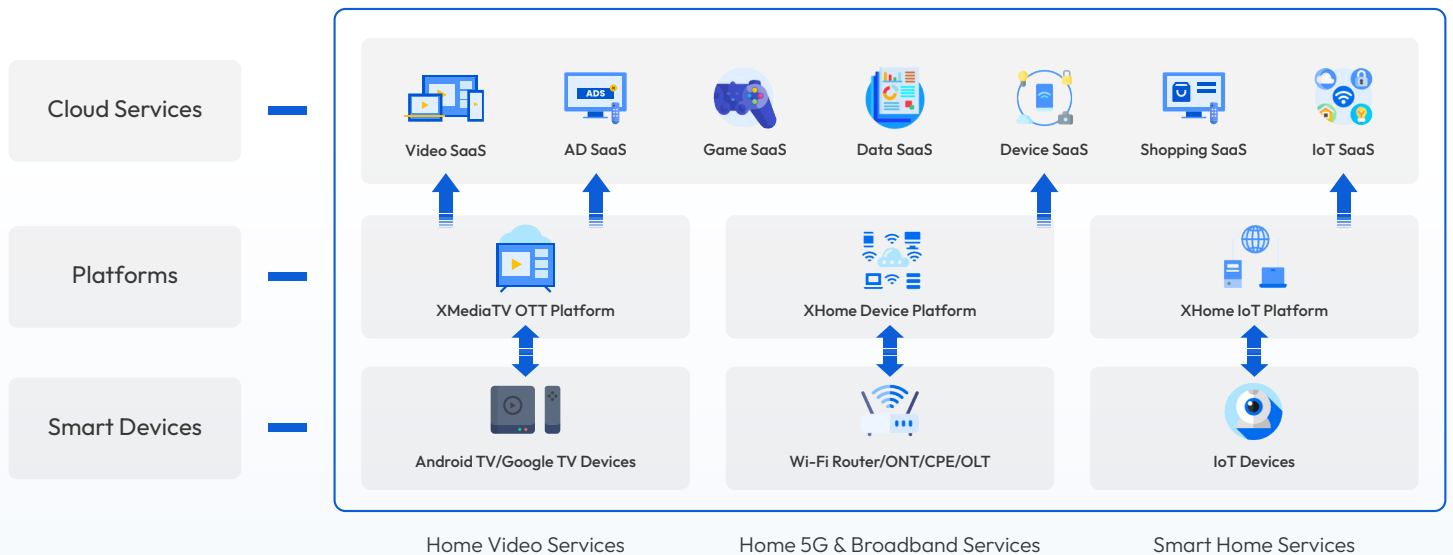 Cloud Services
ADS
Video SaaS
AD SaaS
Game SaaS
Data SaaS
Device SaaS
Shopping SaaS
IoT SaaS
Platforms
XMediaTV OTT Platform
XHome Device Platform
XHome IoT Platform
Smart Devices
Android TV/Google TV Devices
Wi-Fi Router/ONT/CPE/OLT
IoT Devices
Home Video Services
Home 5G & Broadband Services
Smart Home Services